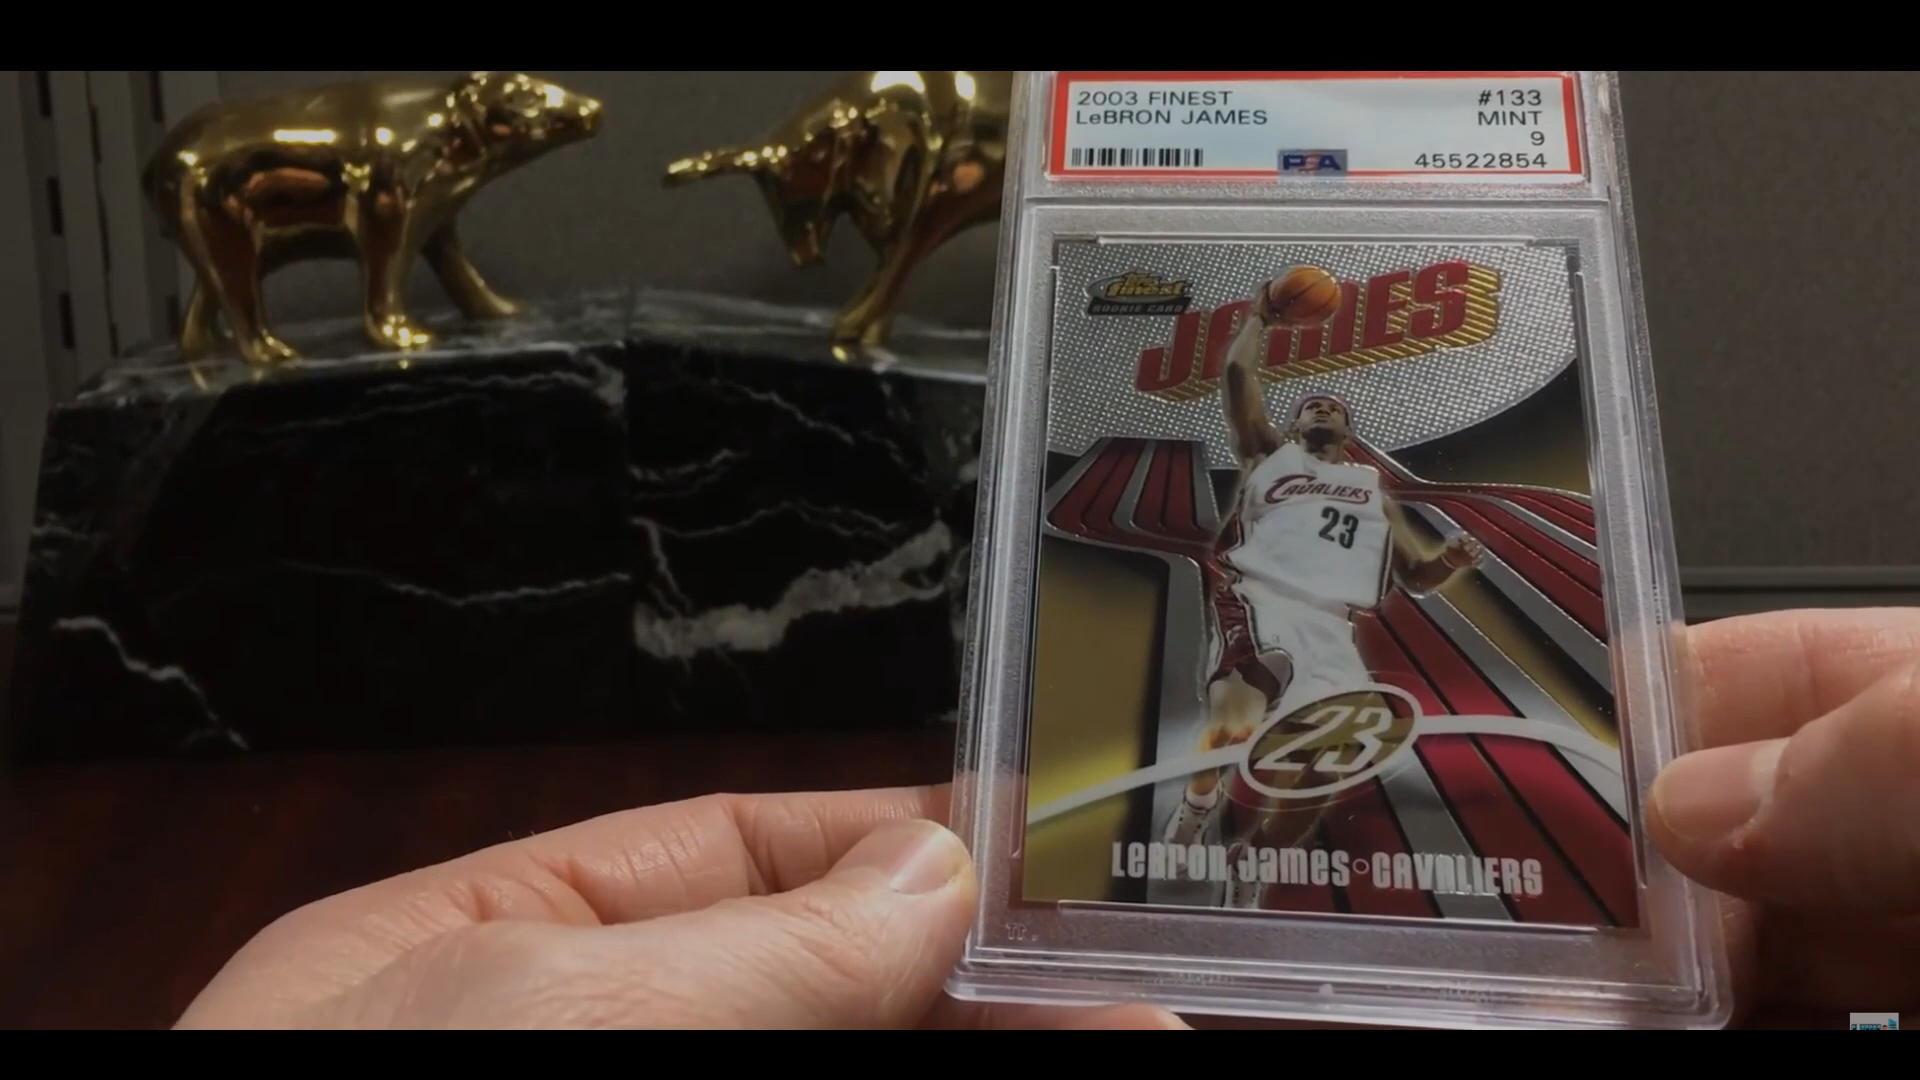 2003 FINEST
#133
LeBRON JAMES
MINT
9
PSA
45522854
finest
ROOKIE CARD
JAMES
CAVALIERS
23
23
LeBron James CAVALIERS